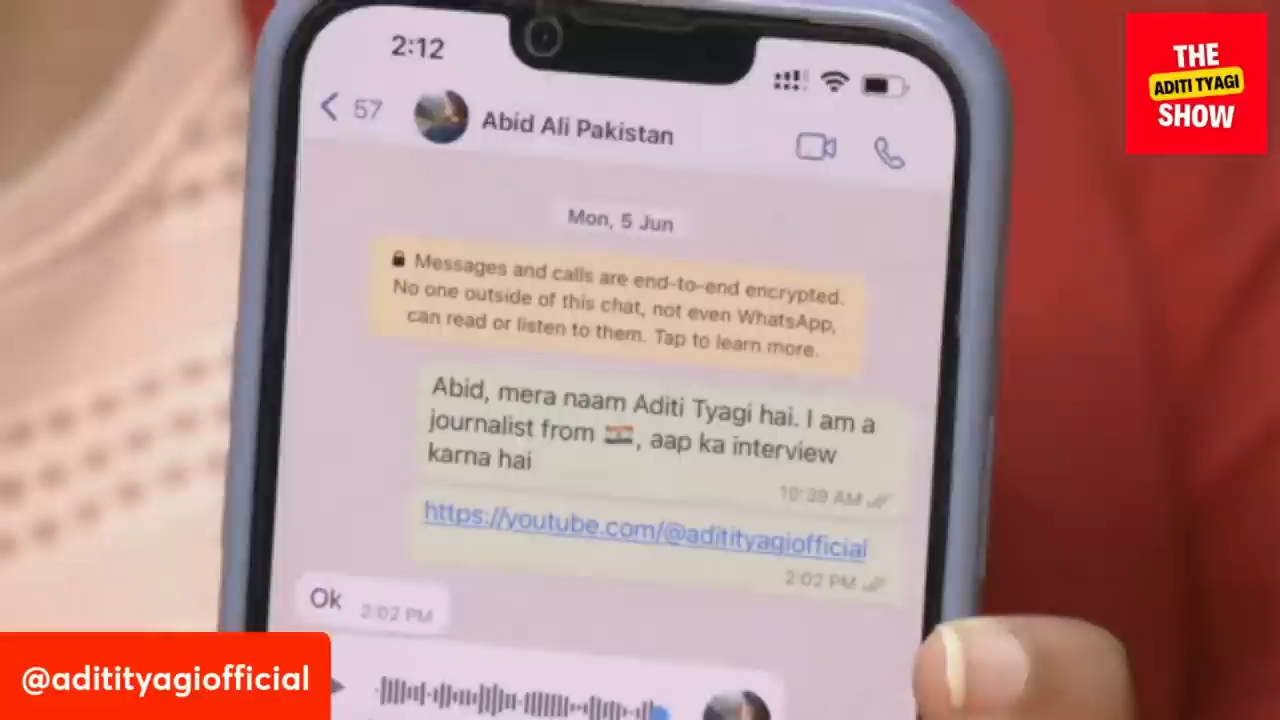 2:12
57
Abid Ali Pakistan
THE
ADITI TYAGI
SHOW
Mon, 5 Jun
Messages and calls are end-to-end encrypted.
No one outside of this chat, not even WhatsApp,
can read or listen to them. Tap to learn more.
Abid, mera naam Aditi Tyagi hai. I am a
journalist from 🇮🇳, aap ka interview
karna hai
10:39 AM
https://youtube.com/@aditityagiofficial
2:02 PM
Ok 2:02 PM
@aditityagiofficial